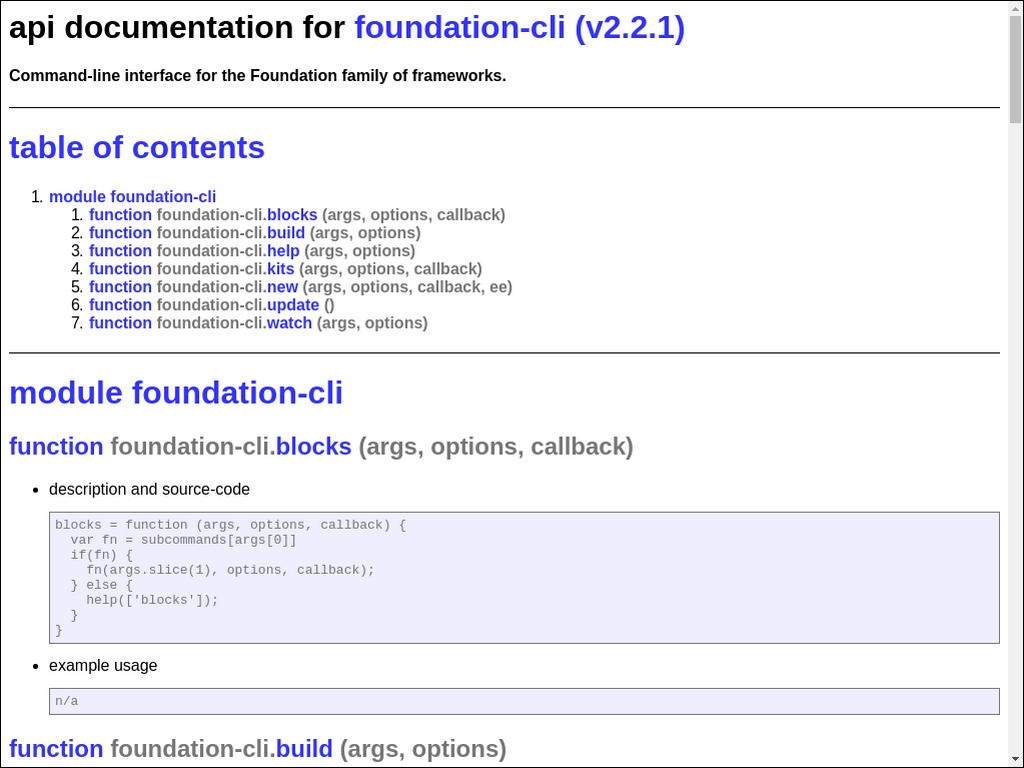 api documentation for foundation-cli (v2.2.1)
Command-line interface for the Foundation family of frameworks.
table of contents
1. module foundation-cli
1. function foundation-cli.blocks (args, options, callback)
2. function foundation-cli.build (args, options)
3. function foundation-cli.help (args, options)
4. function foundation-cli.kits (args, options, callback)
5. function foundation-cli.new (args, options, callback, ee)
6. function foundation-cli.update ()
7. function foundation-cli.watch (args, options)
module foundation-cli
function foundation-cli.blocks (args, options, callback)
• description and source-code
blocks = function (args, options, callback) {
  var fn = subcommands[args[0]]
  if(fn) {
    fn(args.slice(1), options, callback);
  } else {
    help(['blocks']);
  }
}
• example usage
n/a
function foundation-cli.build (args, options)